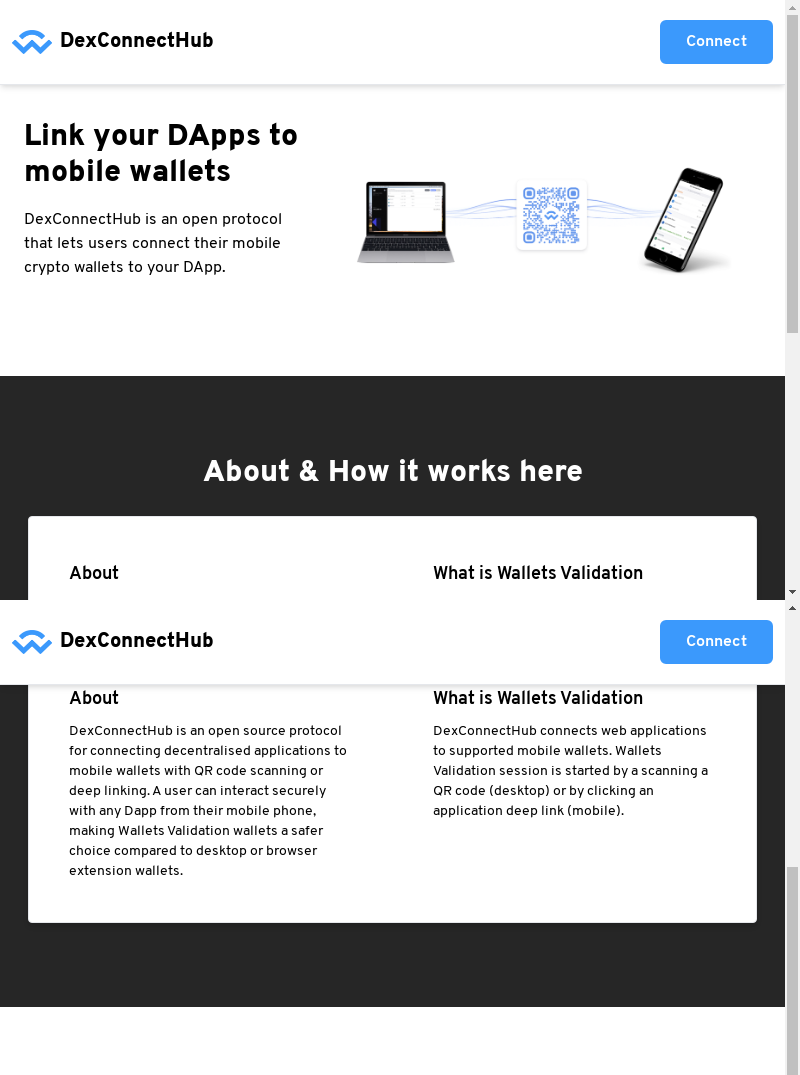 DexConnectHub
Connect
Link your DApps to
mobile wallets
DexConnectHub is an open protocol
that lets users connect their mobile
crypto wallets to your DApp.
About & How it works here
About
What is Wallets Validation
DexConnectHub
Connect
About
DexConnectHub is an open source protocol
for connecting decentralised applications to
mobile wallets with QR code scanning or
deep linking. A user can interact securely
with any Dapp from their mobile phone,
making Wallets Validation wallets a safer
choice compared to desktop or browser
extension wallets.
What is Wallets Validation
DexConnectHub connects web applications
to supported mobile wallets. Wallets
Validation session is started by a scanning a
QR code (desktop) or by clicking an
application deep link (mobile).